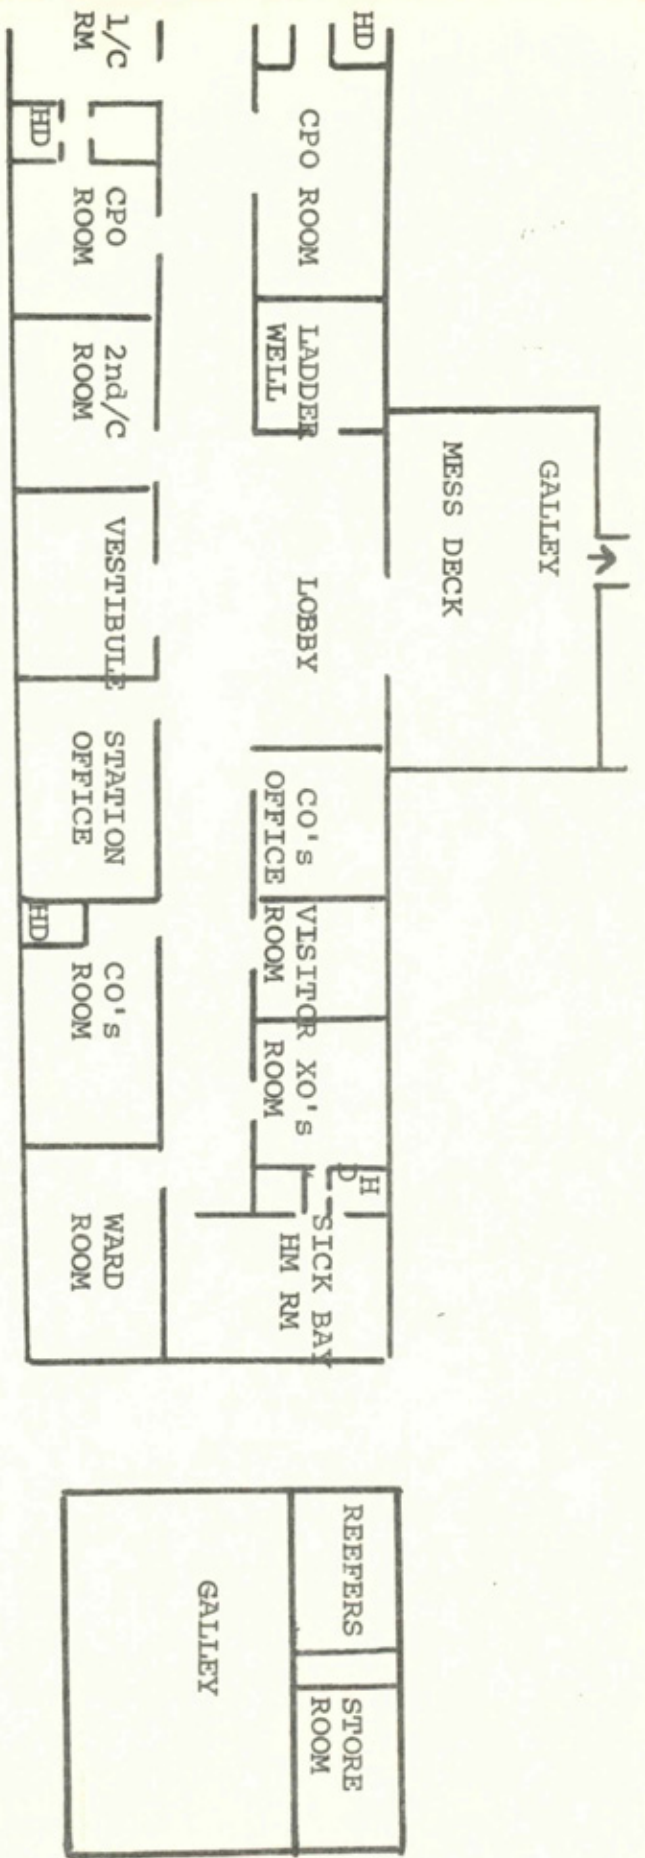 GALLEY
MESS DECK
HD
CPO ROOM
LADDER
WELL
LOBBY
CO's
OFFICE
VISITOR
ROOM
XO's
ROOM
H
D
SICK BAY
HM RM
1/C
RM
HD
CPO
ROOM
2nd/C
ROOM
VESTIBULE
STATION
OFFICE
HD
CO's
ROOM
WARD
ROOM
REEFERS
STORE
ROOM
GALLEY